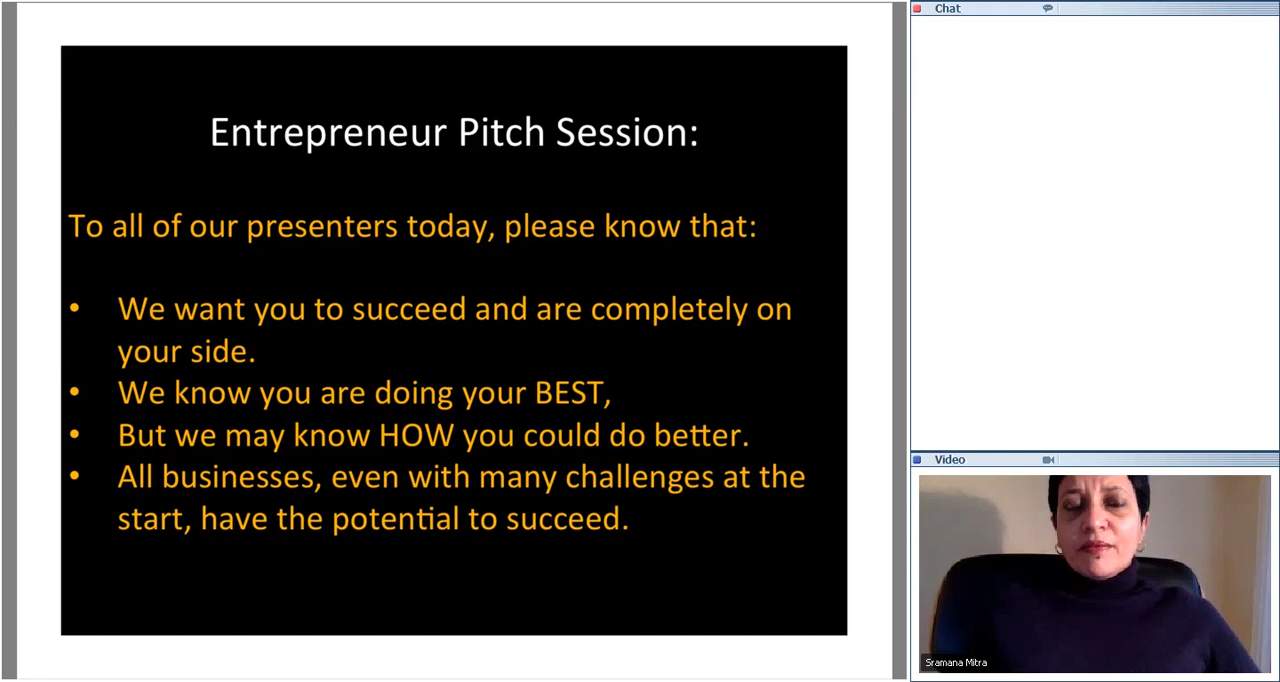 Entrepreneur Pitch Session:
To all of our presenters today, please know that:
• We want you to succeed and are completely on
your side.
• We know you are doing your BEST,
• But we may know HOW you could do better.
• All businesses, even with many challenges at the
start, have the potential to succeed.
Chat
Video
Sramana Mitra